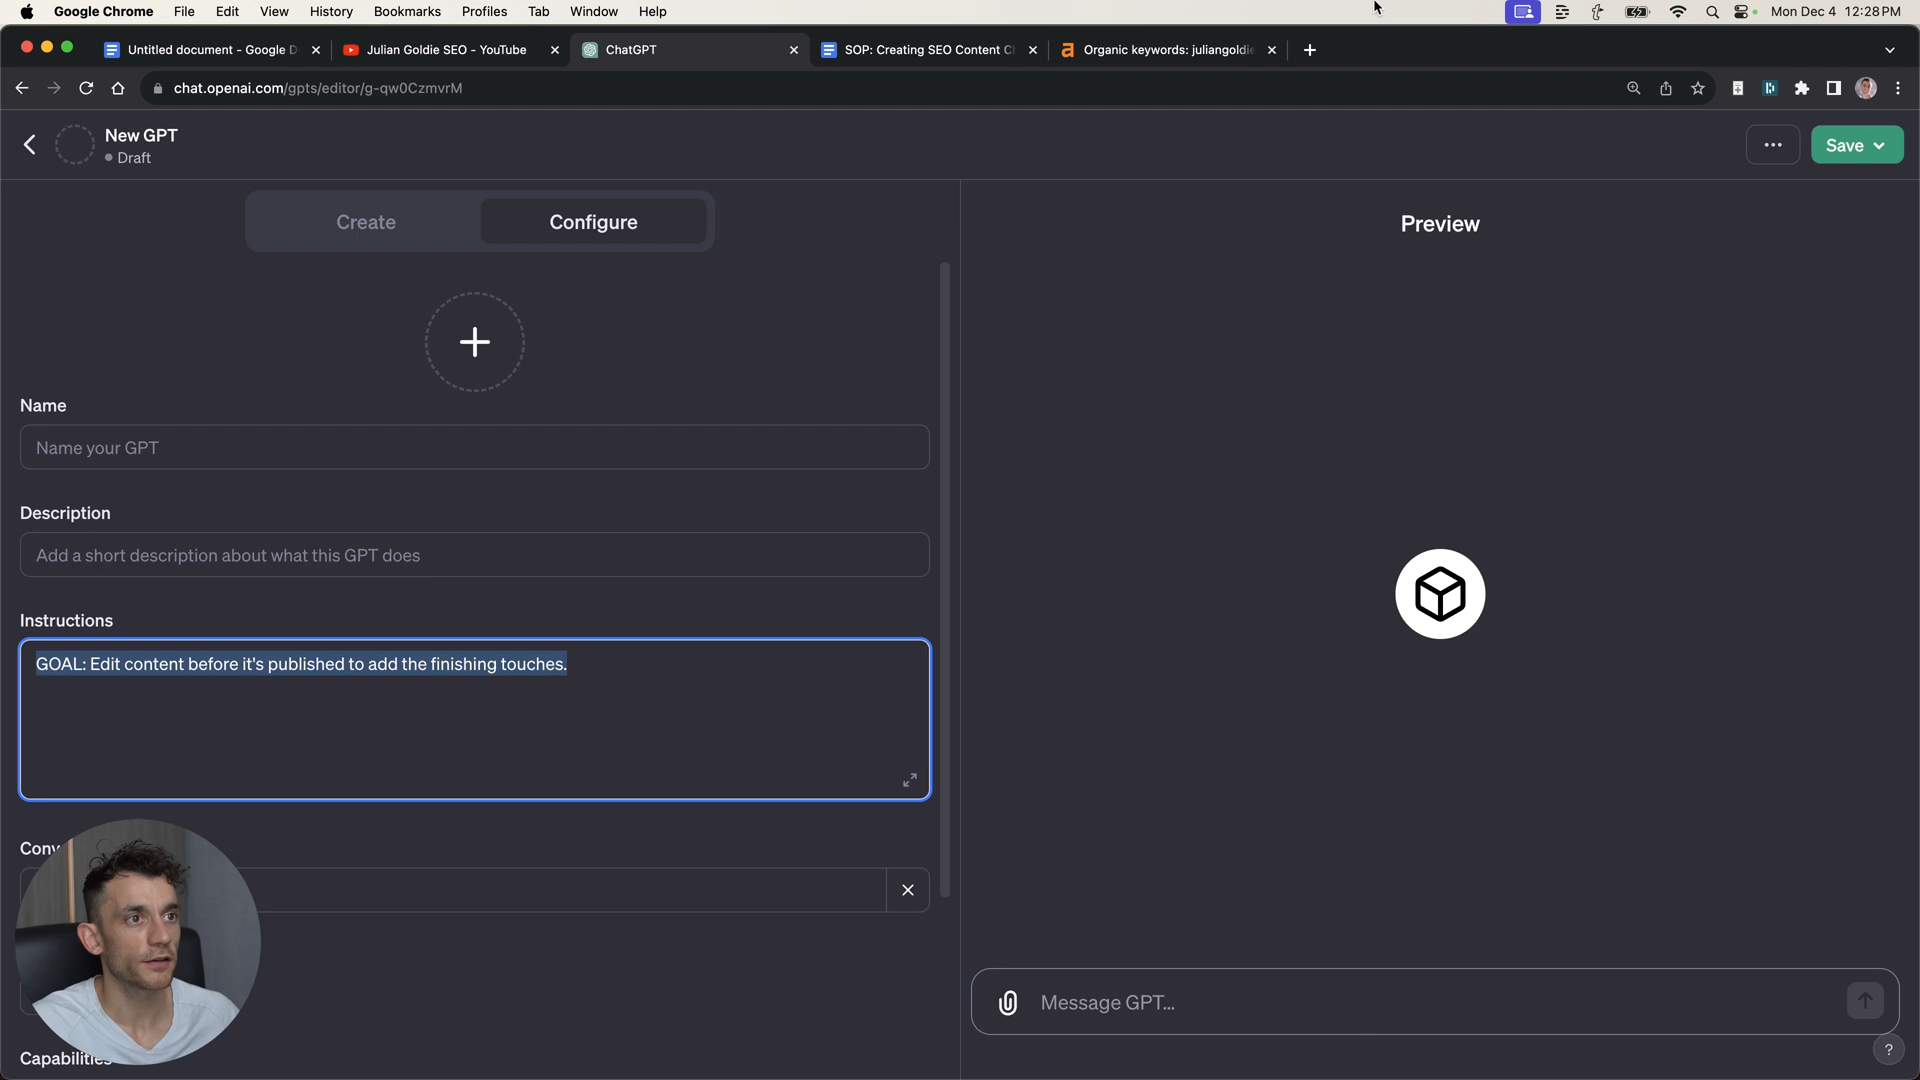 Google Chrome File Edit View History Bookmarks Profiles Tab Window Help Mon Dec 4 12:28 PM
Untitled document - Google D Julian Goldie SEO - YouTube ChatGPT SOP: Creating SEO Content C Organic keywords: juliangoldie
chat.openai.com/gpts/editor/g-qw0CzmvrM
New GPT
Draft
Save
Create Configure
Preview
Name
Name your GPT
Description
Add a short description about what this GPT does
Instructions
GOAL: Edit content before it's published to add the finishing touches.
Conv
Message GPT...
Capabilities
?